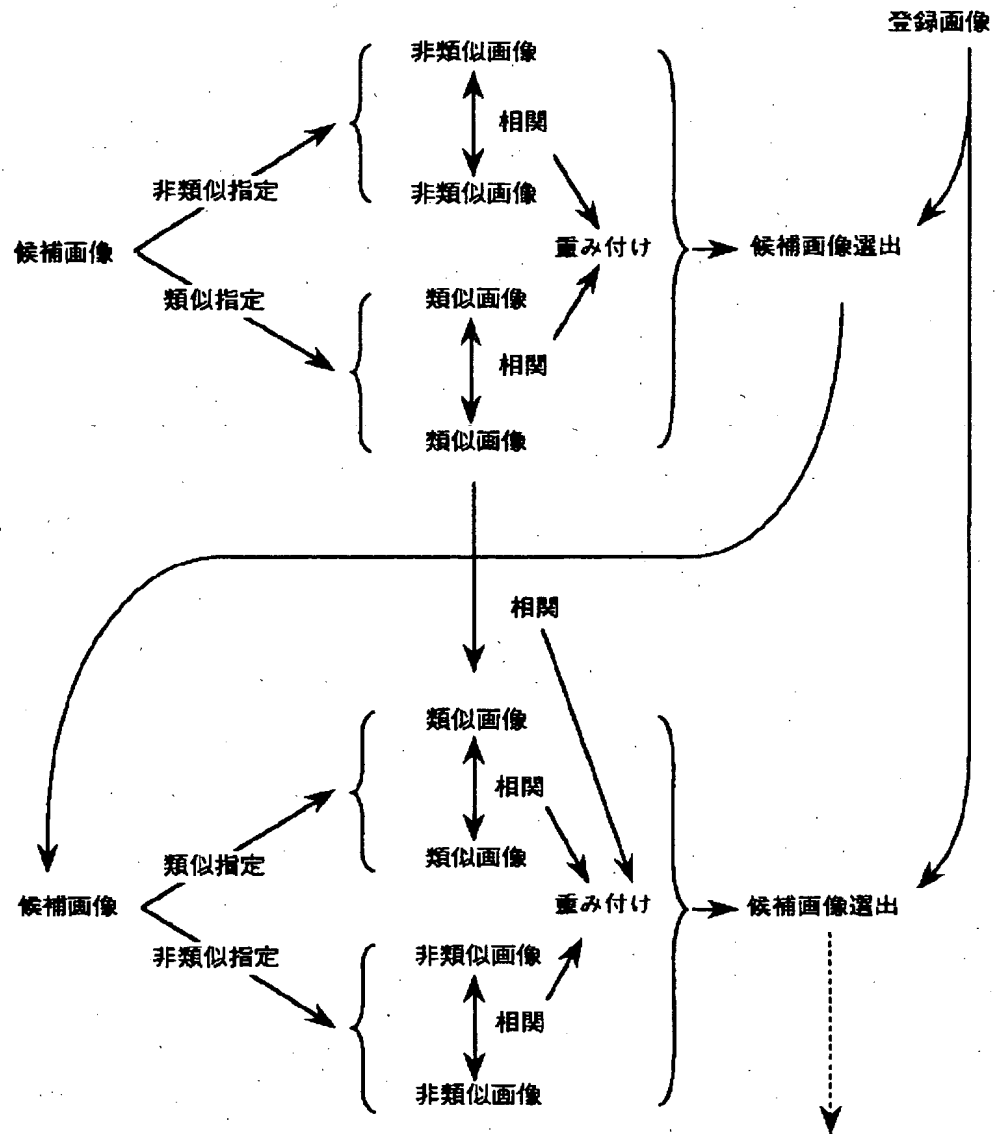 登録画像
非類似画像
相関
非類似指定
非類似画像
候補画像
重み付け
候補画像選出
類似指定
類似画像
相関
類似画像
相関
類似画像
相関
類似指定
類似画像
候補画像
重み付け
候補画像選出
非類似指定
非類似画像
相関
非類似画像